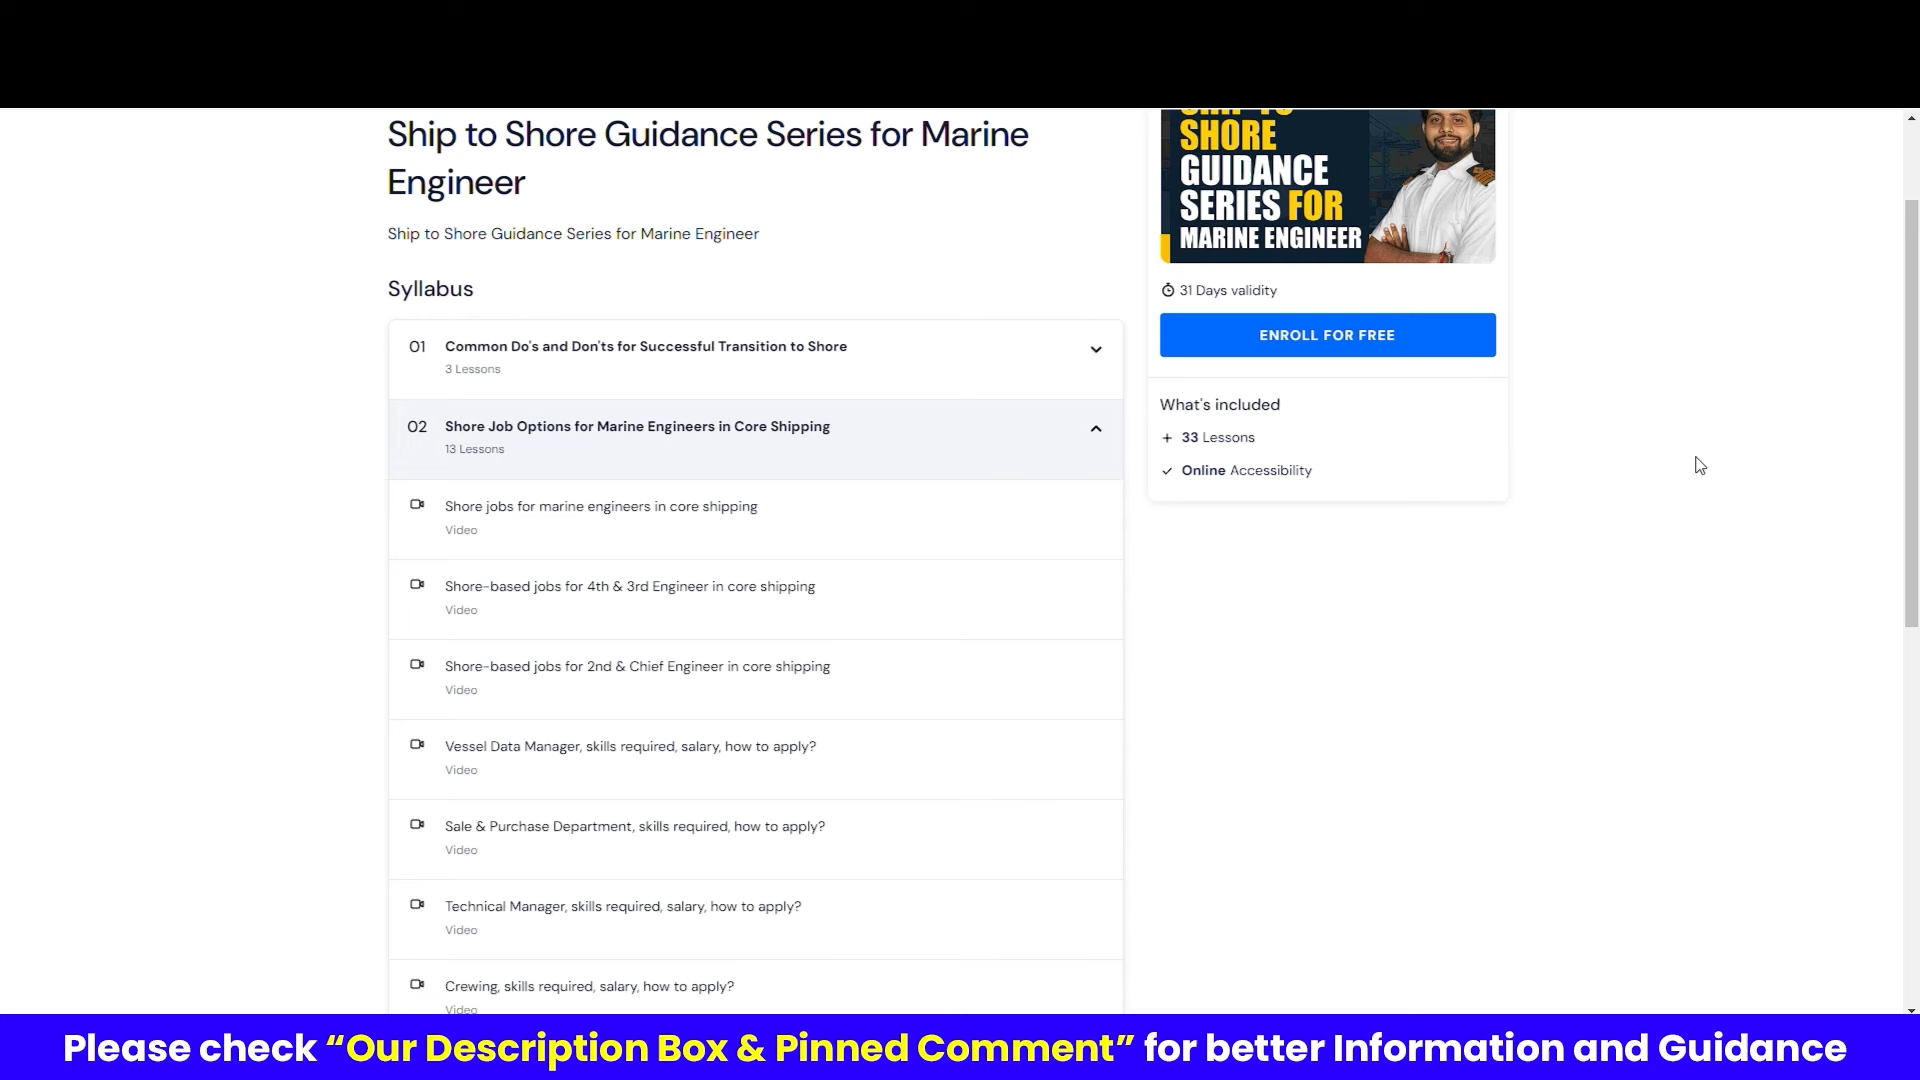 Ship to Shore Guidance Series for Marine
Engineer
Ship to Shore Guidance Series for Marine Engineer
Syllabus
01 Common Do's and Don'ts for Successful Transition to Shore
3 Lessons
02 Shore Job Options for Marine Engineers in Core Shipping
13 Lessons
Shore jobs for marine engineers in core shipping
Video
Shore-based jobs for 4th & 3rd Engineer in core shipping
Video
Shore-based jobs for 2nd & Chief Engineer in core shipping
Video
Vessel Data Manager, skills required, salary, how to apply?
Video
Sale & Purchase Department, skills required, how to apply?
Video
Technical Manager, skills required, salary, how to apply?
Video
Crewing, skills required, salary, how to apply?
Video
SHORE
GUIDANCE
SERIES FOR
MARINE ENGINEER
31 Days validity
ENROLL FOR FREE
What's included
+ 33 Lessons
Online Accessibility
Please check “Our Description Box & Pinned Comment” for better Information and Guidance